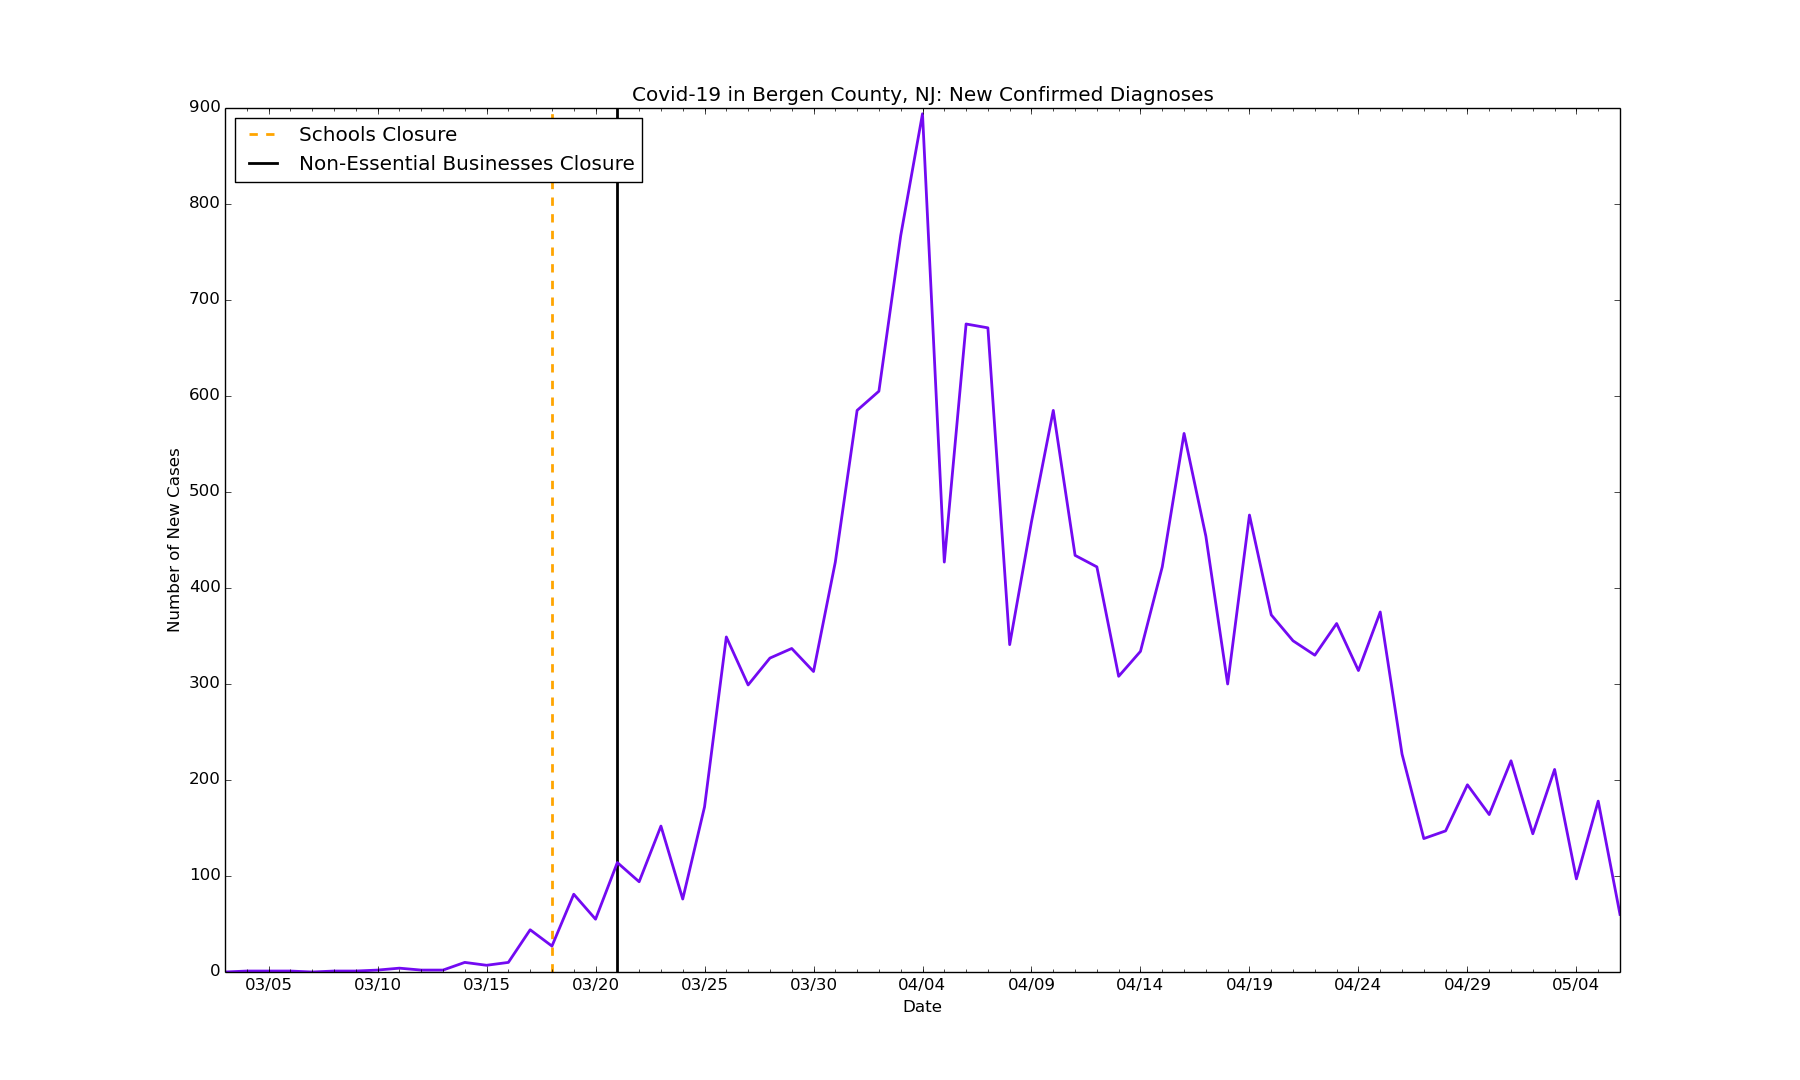 Covid-19 in Bergen County, NJ: New Confirmed Diagnoses
Schools Closure
Non-Essential Businesses Closure
Number of New Cases
900
800
700
600
500
400
300
200
100
0
03/05 03/10 03/15 03/20 03/25 03/30 04/04 04/09 04/14 04/19 04/24 04/29 05/04
Date